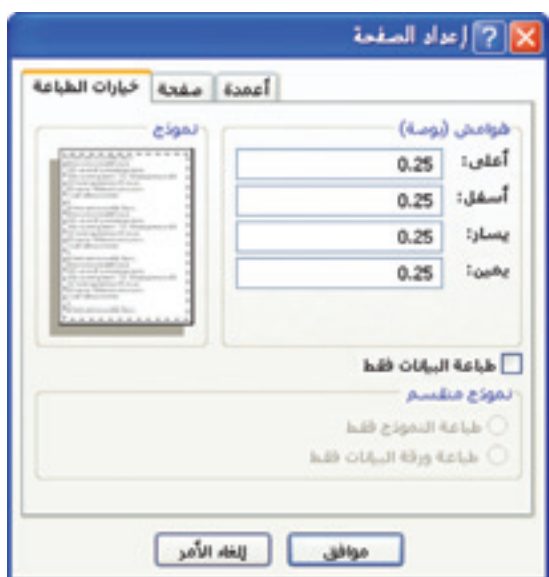 إعداد الصفحة
خيارات الطباعة صفحة أعمدة
هوامش (بوصة)
أعلى: 0.25
أسفل: 0.25
يسار: 0.25
يمين: 0.25
نموذج
طباعة البيانات فقط
نموذج منقسم
طباعة النموذج فقط
طباعة ورقة البيانات فقط
موافق إلغاء الأمر